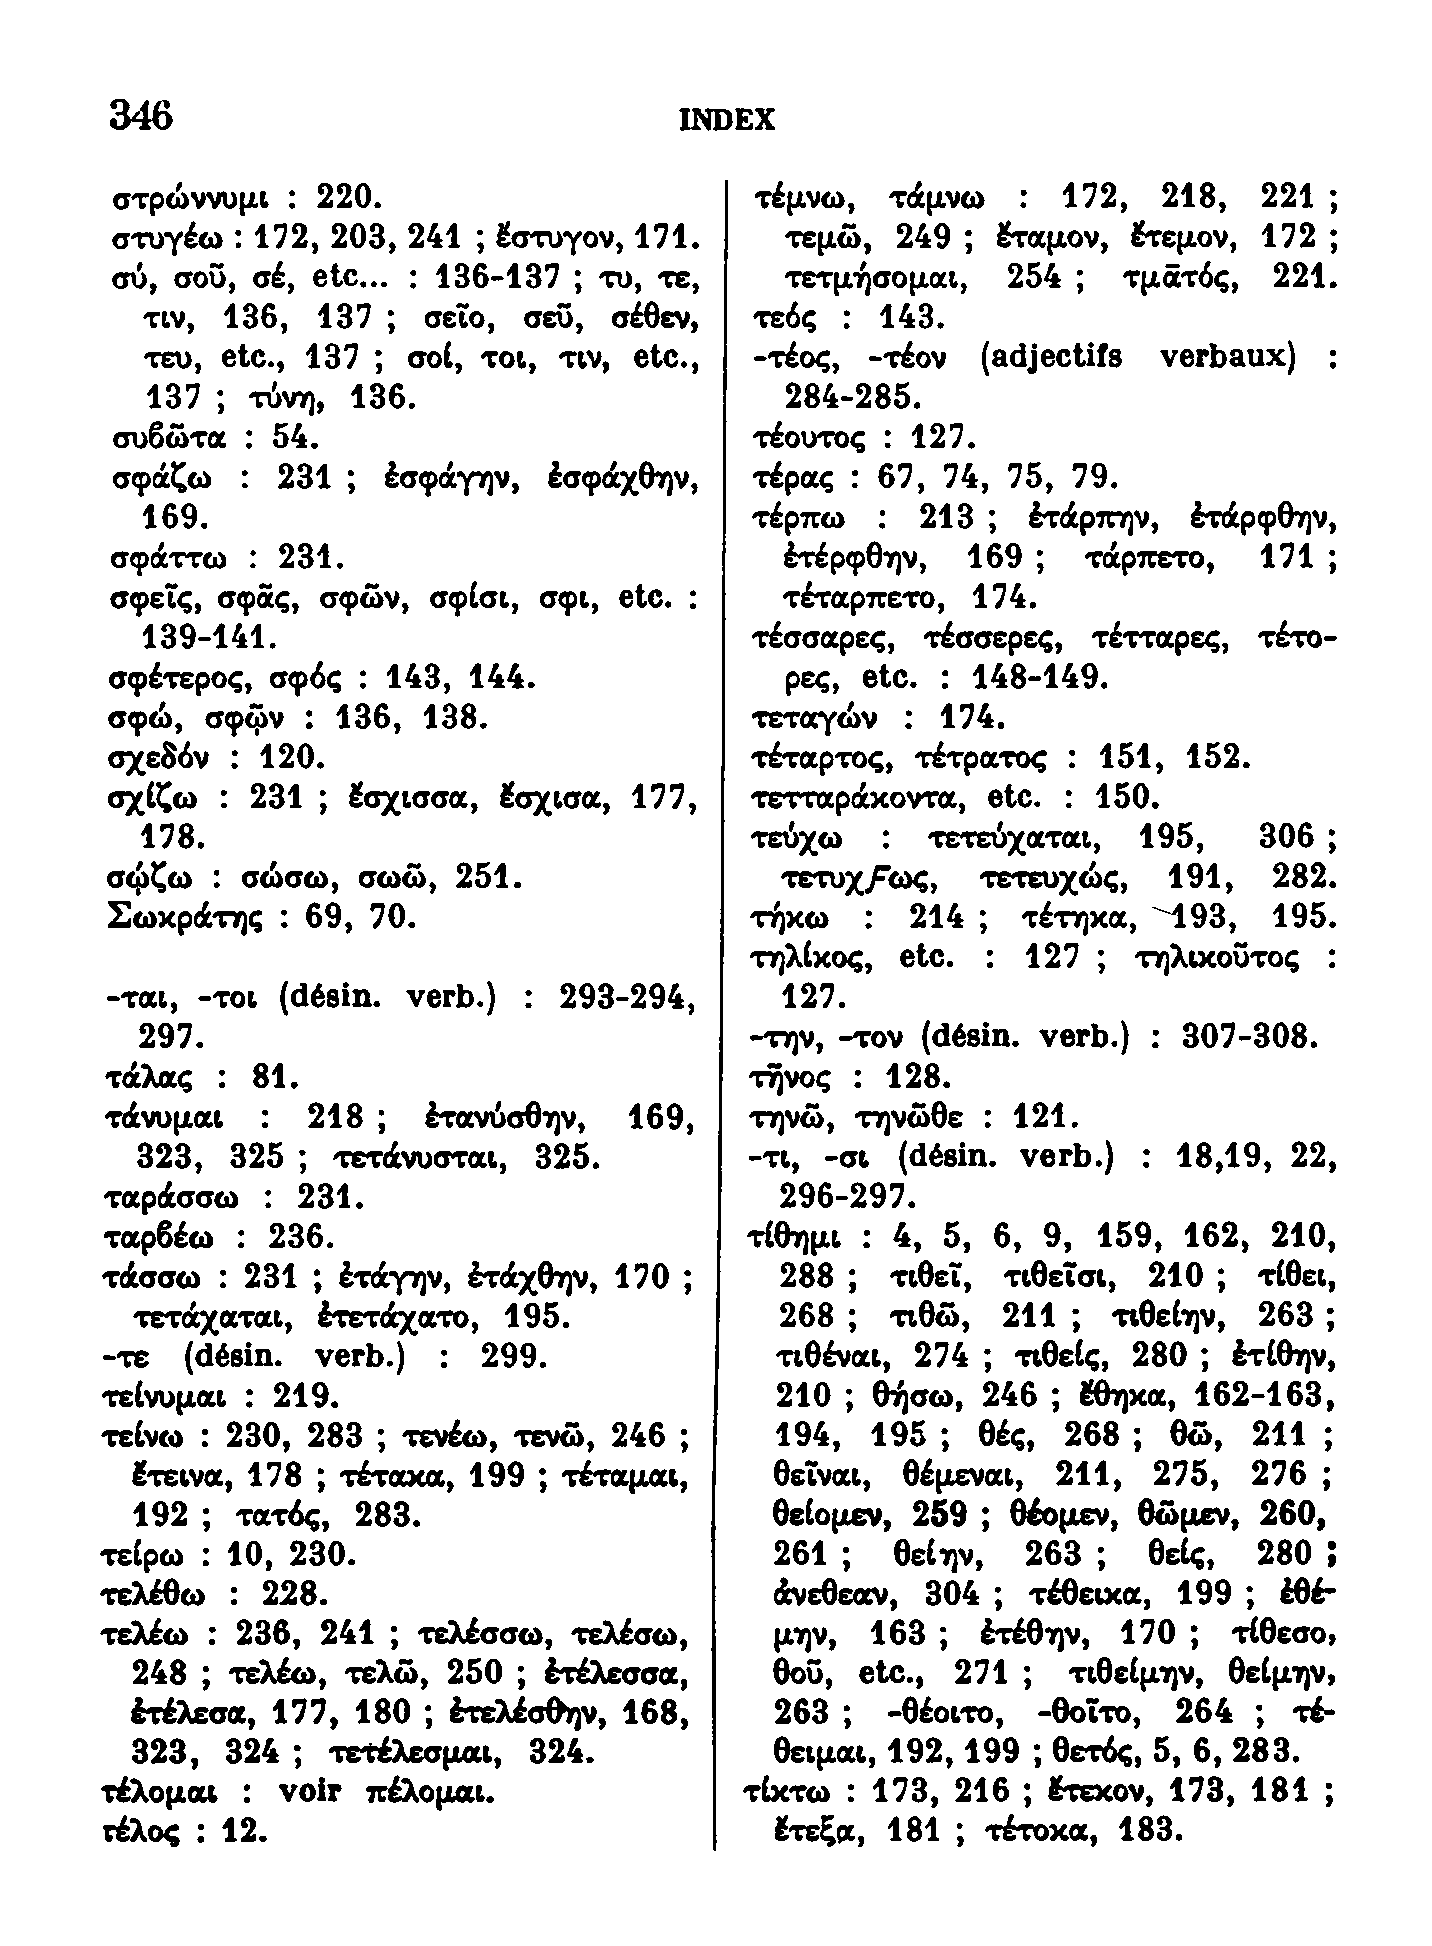 346
INDEX
στρώννυμι : 220.
στυγέω : 172, 203, 241 ; ἔστυγον, 171.
σύ, σοῦ, σέ, etc... : 136-137 ; τυ, τε,
τιν, 136, 137 ; σεῖο, σεῦ, σέθεν,
τευ, etc., 137 ; σοί, τοι, τιν, etc.,
137 ; τύνη, 136.
συϐῶτα : 54.
σφάζω : 231 ; ἐσφάγην, ἐσφάχθην,
169.
σφάττω : 231.
σφεῖς, σφᾶς, σφῶν, σφίσι, σφι, etc. :
139-141.
σφέτερος, σφός : 143, 144.
σφώ, σφῷν : 136, 138.
σχεδόν : 120.
σχίζω : 231 ; ἔσχισσα, ἔσχισα, 177,
178.
σῴζω : σώσω, σωῶ, 251.
Σωκράτης : 69, 70.
-ται, -τοι (désin. verb.) : 293-294,
297.
τάλας : 81.
τάνυμαι : 218 ; ἐτανύσθην, 169,
323, 325 ; τετάνυσται, 325.
ταράσσω : 231.
ταρϐέω : 236.
τάσσω : 231 ; ἐτάγην, ἐτάχθην, 170 ;
τετάχαται, ἐτετάχατο, 195.
-τε (désin. verb.) : 299.
τείνυμαι : 219.
τείνω : 230, 283 ; τενέω, τενῶ, 246 ;
ἔτεινα, 178 ; τέτακα, 199 ; τέταμαι,
192 ; τατός, 283.
τείρω : 10, 230.
τελέθω : 228.
τελέω : 236, 241 ; τελέσσω, τελέσω,
248 ; τελέω, τελῶ, 250 ; ἐτέλεσσα,
ἐτέλεσα, 177, 180 ; ἐτελέσθην, 168,
323, 324 ; τετέλεσμαι, 324.
τέλομαι : voir πέλομαι.
τέλος : 12.
τέμνω, τάμνω : 172, 218, 221 ;
τεμῶ, 249 ; ἔταμον, ἔτεμον, 172 ;
τετμήσομαι, 254 ; τμᾱτός, 221.
τεός : 143.
-τέος, -τέον (adjectifs verbaux) :
284-285.
τέουτος : 127.
τέρας : 67, 74, 75, 79.
τέρπω : 213 ; ἐτάρπην, ἐτάρφθην,
ἐτέρφθην, 169 ; τάρπετο, 171 ;
τέταρπετο, 174.
τέσσαρες, τέσσερες, τέτταρες, τέτο-
ρες, etc. : 148-149.
τεταγών : 174.
τέταρτος, τέτρατος : 151, 152.
τετταράκοντα, etc. : 150.
τεύχω : τετεύχαται, 195, 306 ;
τετυχϝως, τετευχώς, 191, 282.
τήκω : 214 ; τέτηκα, 193, 195.
τηλίκος, etc. : 127 ; τηλικοῦτος :
127.
-την, -τον (désin. verb.) : 307-308.
τῆνος : 128.
τηνῶ, τηνῶθε : 121.
-τι, -σι (désin. verb.) : 18,19, 22,
296-297.
τίθημι : 4, 5, 6, 9, 159, 162, 210,
288 ; τιθεῖ, τιθεῖσι, 210 ; τίθει,
268 ; τιθῶ, 211 ; τιθείην, 263 ;
τιθέναι, 274 ; τιθείς, 280 ; ἐτίθην,
210 ; θήσω, 246 ; ἔθηκα, 162-163,
194, 195 ; θές, 268 ; θῶ, 211 ;
θεῖναι, θέμεναι, 211, 275, 276 ;
θείομεν, 259 ; θέομεν, θῶμεν, 260,
261 ; θείην, 263 ; θείς, 280 ;
ἀνεθεαν, 304 ; τέθεικα, 199 ; ἐθέ-
μην, 163 ; ἐτέθην, 170 ; τίθεσο,
θοῦ, etc., 271 ; τιθείμην, θείμην,
263 ; -θέοιτο, -θοῖτο, 264 ; τέ-
θειμαι, 192, 199 ; θετός, 5, 6, 283.
τίκτω : 173, 216 ; ἔτεκον, 173, 181 ;
ἔτεξα, 181 ; τέτοκα, 183.